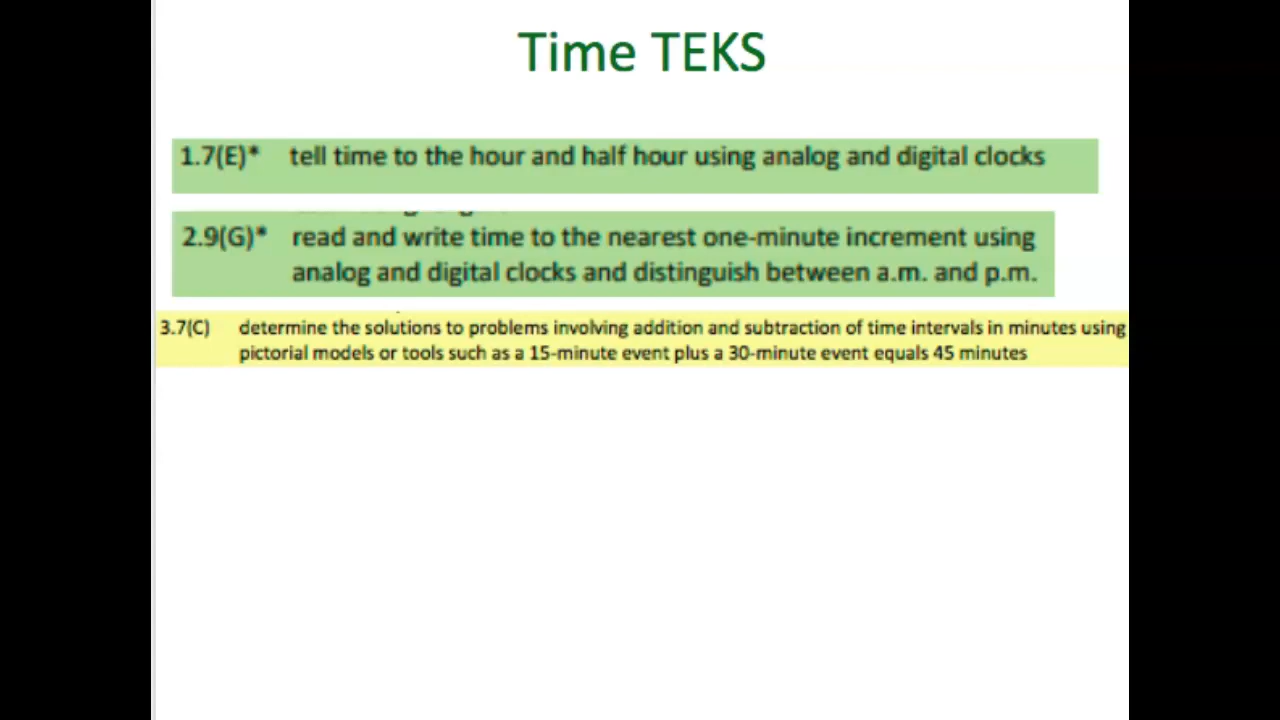 Time TEKS
1.7(E)* tell time to the hour and half hour using analog and digital clocks
2.9(G)* read and write time to the nearest one-minute increment using
analog and digital clocks and distinguish between a.m. and p.m.
3.7(C) determine the solutions to problems involving addition and subtraction of time intervals in minutes using
pictorial models or tools such as a 15-minute event plus a 30-minute event equals 45 minutes